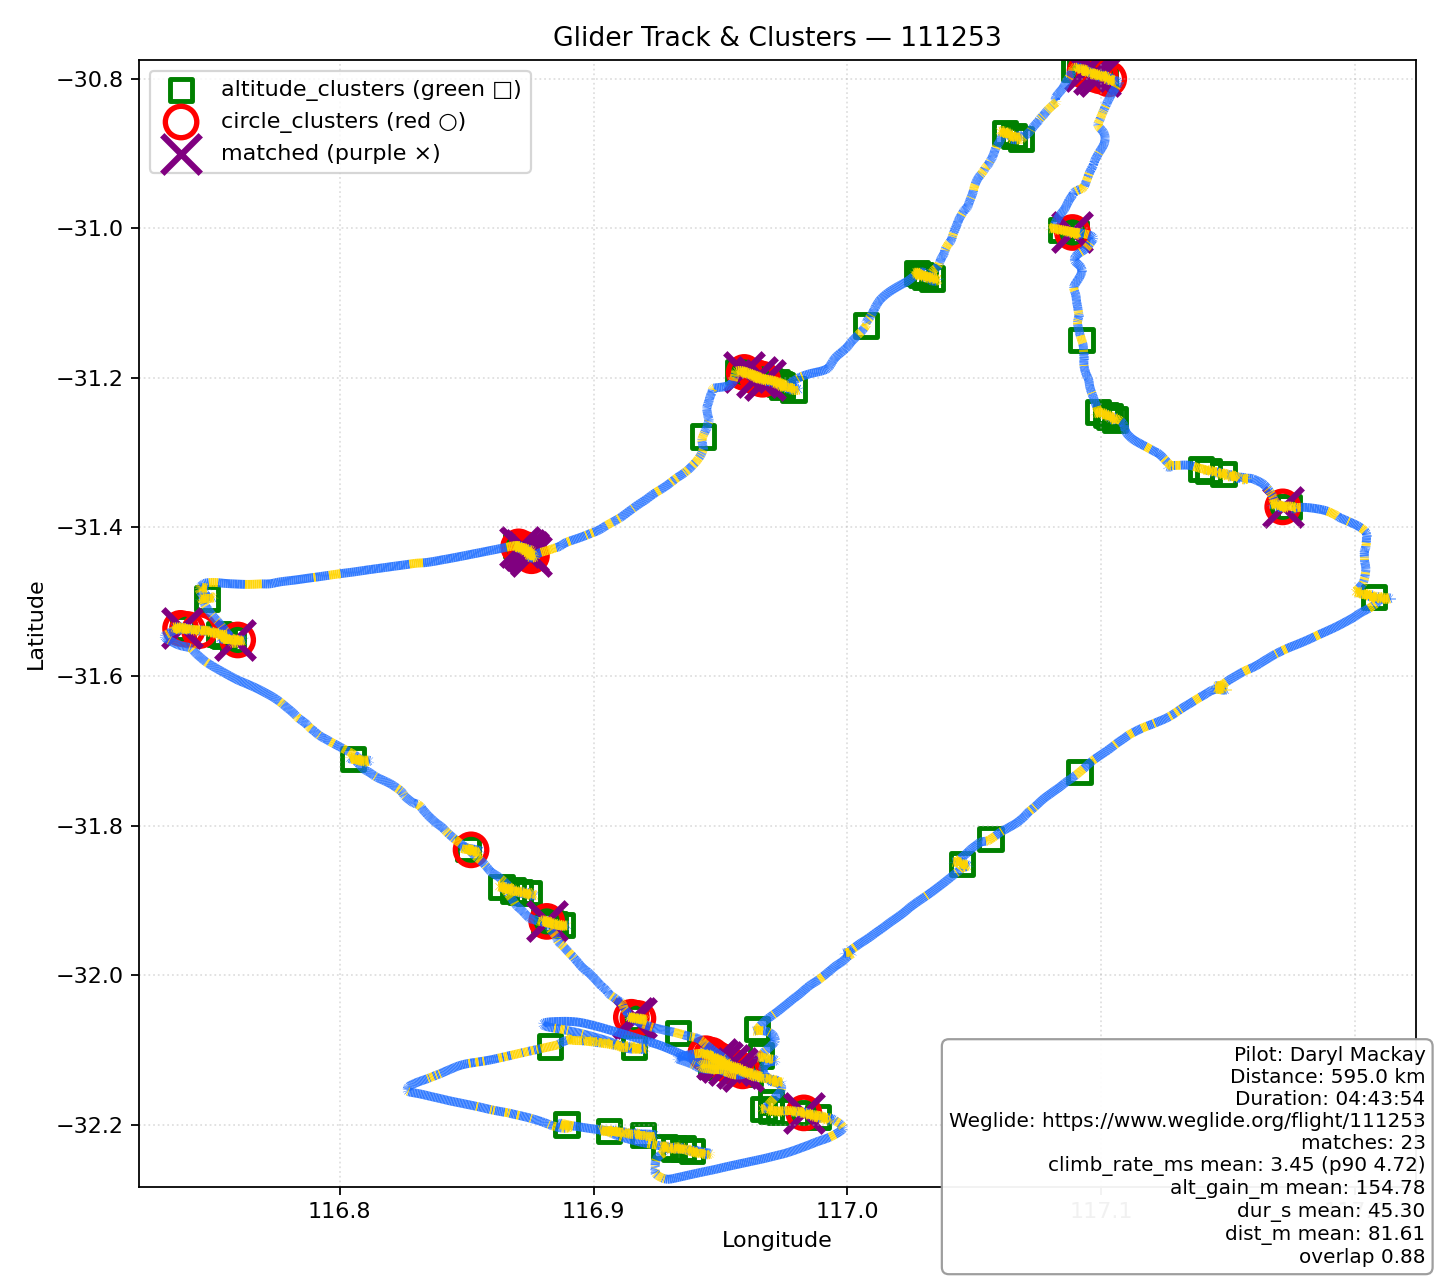 Glider Track & Clusters — 111253
altitude_clusters (green □)
circle_clusters (red ○)
matched (purple ×)
Latitude
−30.8
−31.0
−31.2
−31.4
−31.6
−31.8
−32.0
−32.2
116.8
116.9
117.0
117.1
Longitude
Pilot: Daryl Mackay
Distance: 595.0 km
Duration: 04:43:54
Weglide: https://www.weglide.org/flight/111253
matches: 23
climb_rate_ms mean: 3.45 (p90 4.72)
alt_gain_m mean: 154.78
dur_s mean: 45.30
dist_m mean: 81.61
overlap 0.88